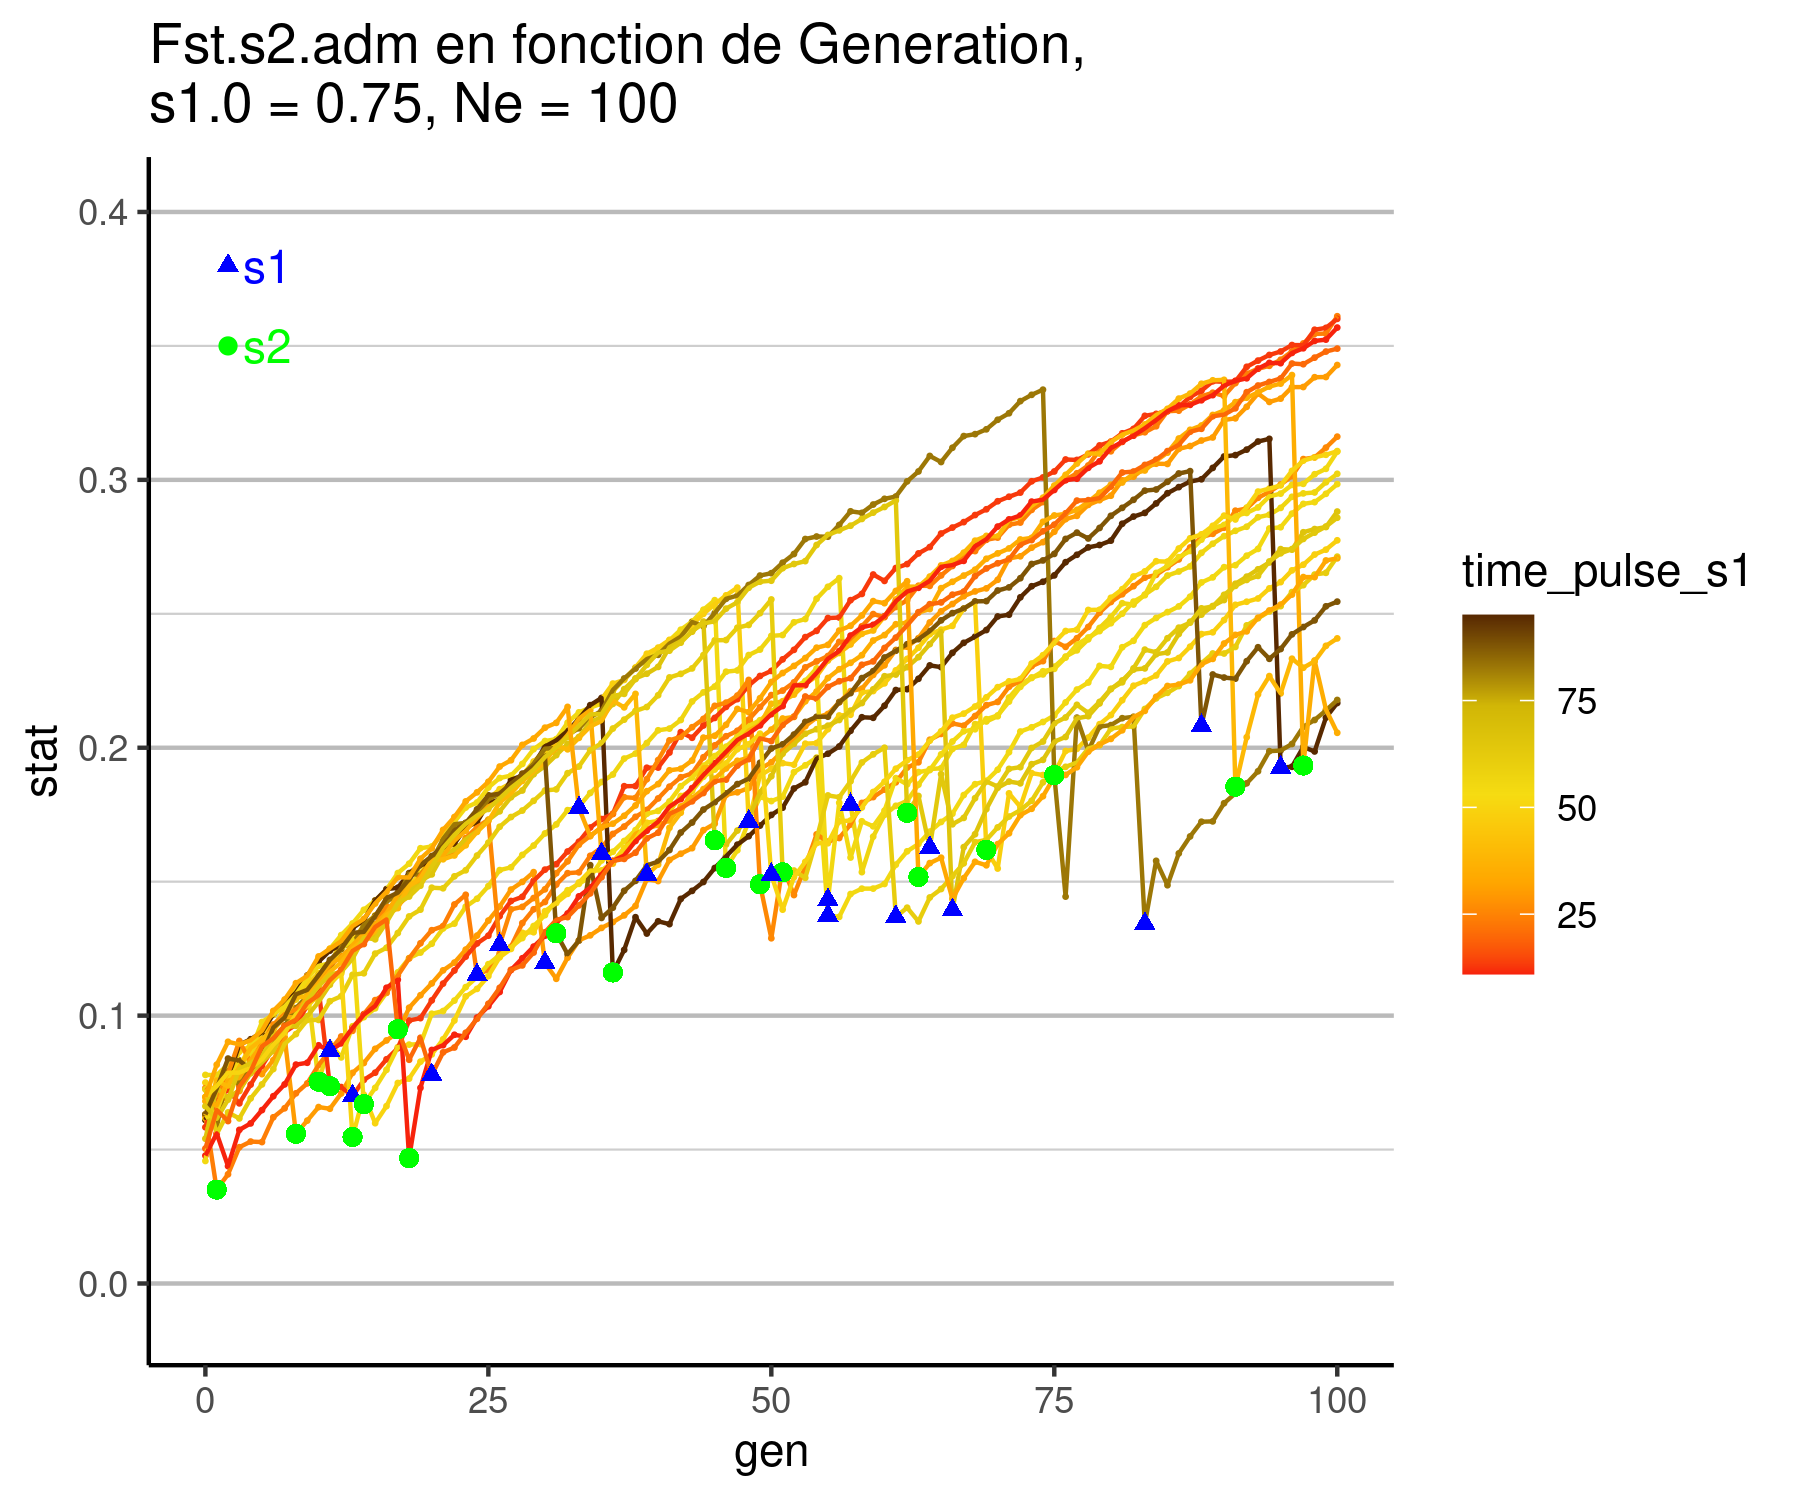 Fst.s2.adm en fonction de Generation,
s1.0 = 0.75, Ne = 100
0.4
0.3
0.2
0.1
0.0
stat
s1
s2
0
25
50
75
100
gen
time_pulse_s1
75
50
25